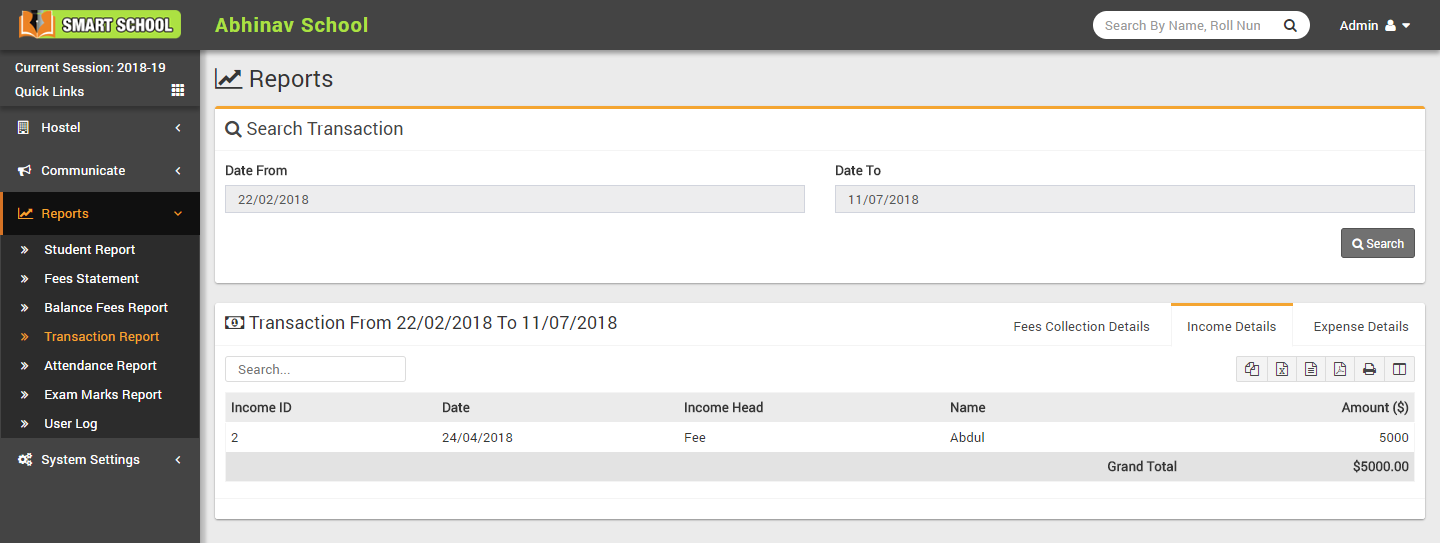 SMART SCHOOL
Abhinav School
Search By Name, Roll Nun
Admin
Current Session: 2018-19
Quick Links
Hostel
Communicate
Reports
Student Report
Fees Statement
Balance Fees Report
Transaction Report
Attendance Report
Exam Marks Report
User Log
System Settings
Reports
Search Transaction
Date From
Date To
22/02/2018
11/07/2018
Search
Transaction From 22/02/2018 To 11/07/2018
Fees Collection Details
Income Details
Expense Details
Search...
Income ID Date Income Head Name Amount ($)
2 24/04/2018 Fee Abdul 5000
Grand Total $5000.00